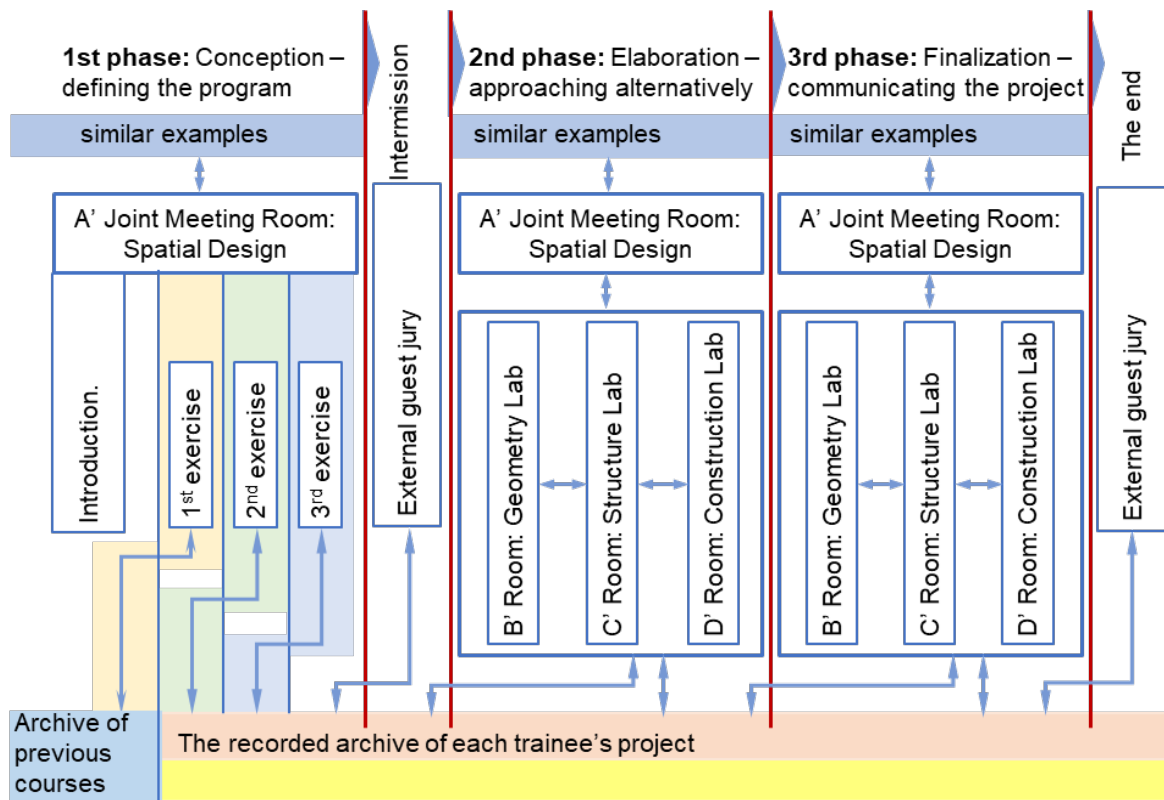 1st phase: Conception –
defining the program
similar examples
A’ Joint Meeting Room:
Spatial Design
Introduction.
1st exercise
2nd exercise
3rd exercise
Intermission
External guest jury
2nd phase: Elaboration –
approaching alternatively
similar examples
A’ Joint Meeting Room:
Spatial Design
B’ Room: Geometry Lab
C’ Room: Structure Lab
D’ Room: Construction Lab
3rd phase: Finalization –
communicating the project
similar examples
A’ Joint Meeting Room:
Spatial Design
B’ Room: Geometry Lab
C’ Room: Structure Lab
D’ Room: Construction Lab
The end
External guest jury
Archive of
previous
courses
The recorded archive of each trainee’s project